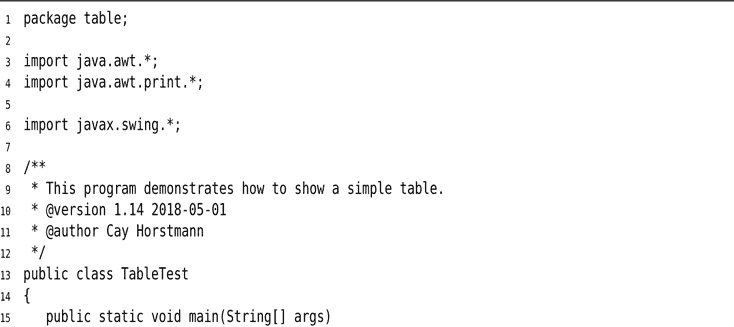 1 package table;
2
3 import java.awt.*;
4 import java.awt.print.*;
5
6 import javax.swing.*;
7
8 /**
9  * This program demonstrates how to show a simple table.
10  * @version 1.14 2018-05-01
11  * @author Cay Horstmann
12  */
13 public class TableTest
14 {
15    public static void main(String[] args)